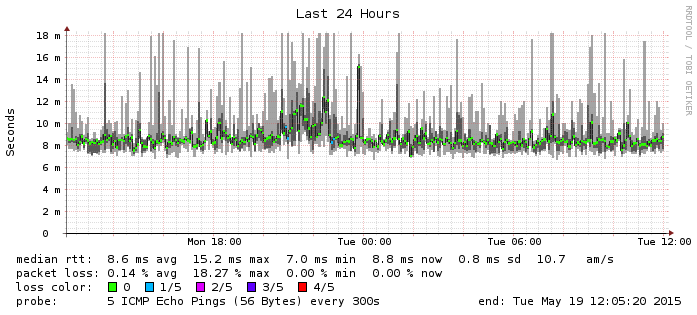 Last 24 Hours
RRDTOOL / TOBI OETIKER
Seconds
18 m
16 m
14 m
12 m
10 m
8 m
6 m
4 m
2 m
0
Mon 18:00 Tue 00:00 Tue 06:00 Tue 12:00
median rtt: 8.6 ms avg 15.2 ms max 7.0 ms min 8.8 ms now 0.8 ms sd 10.7 am/s
packet loss: 0.14 % avg 18.27 % max 0.00 % min 0.00 % now
loss color: 0 1/5 2/5 3/5 4/5
probe: 5 ICMP Echo Pings (56 Bytes) every 300s end: Tue May 19 12:05:20 2015